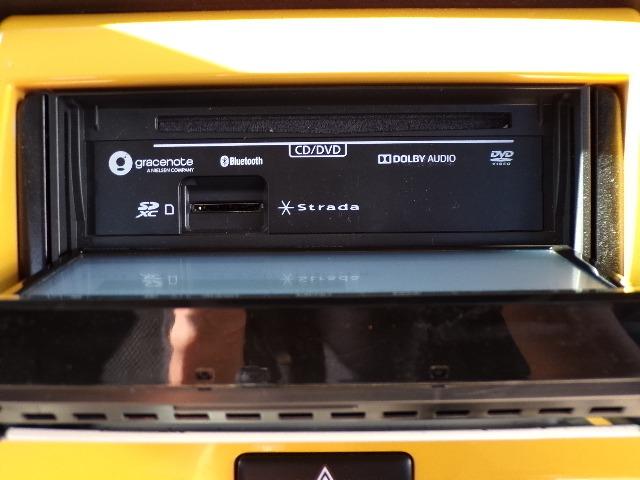 CD/DVD
gracenote
A NIELSEN COMPANY
Bluetooth
DOLBY AUDIO
DVD
VIDEO
SD
XC
Strada